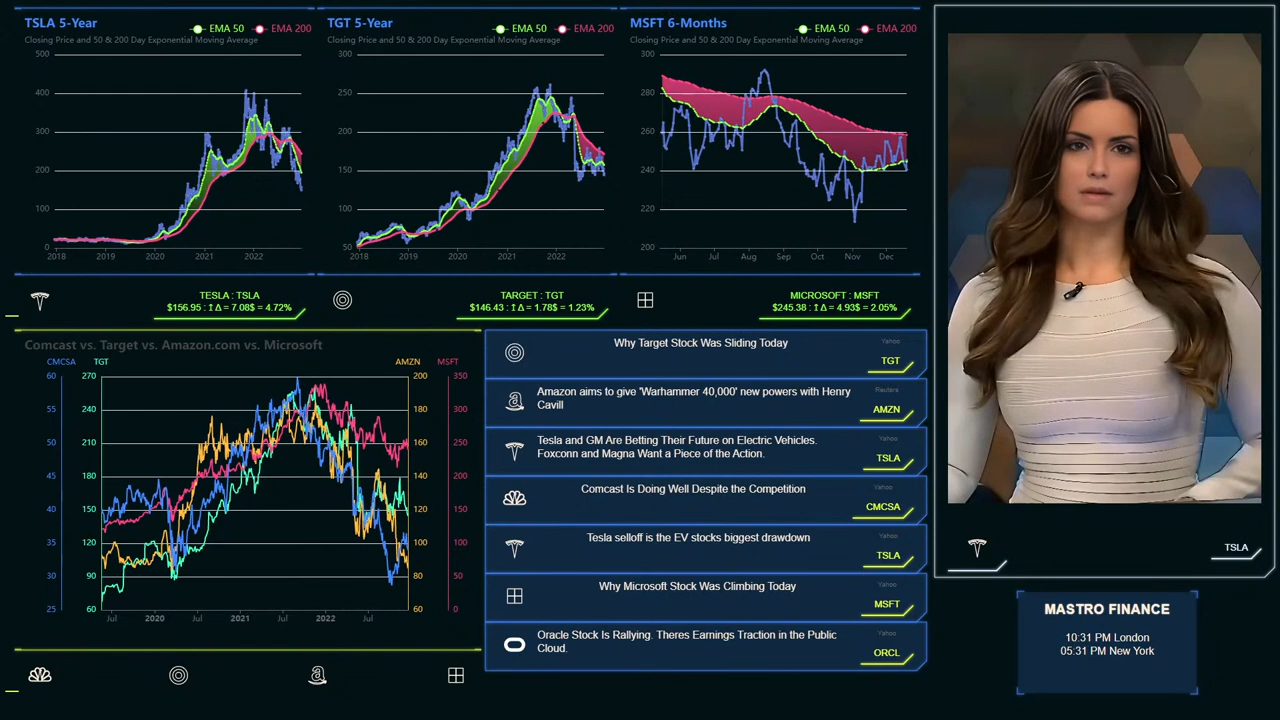 TSLA 5-Year
EMA 50 EMA 200
Closing Price and 50 & 200 Day Exponential Moving Average
500
400
300
200
100
0
2018 2019 2020 2021 2022
TGT 5-Year
EMA 50 EMA 200
Closing Price and 50 & 200 Day Exponential Moving Average
300
250
200
150
100
50
2018 2019 2020 2021 2022
MSFT 6-Months
EMA 50 EMA 200
Closing Price and 50 & 200 Day Exponential Moving Average
300
280
260
240
220
200
Jun Jul Aug Sep Oct Nov Dec
TESLA : TSLA
$156.95 : ↥ Δ = 7.08$ = 4.72%
TARGET : TGT
$146.43 : ↥ Δ = 1.78$ = 1.23%
MICROSOFT : MSFT
$245.38 : ↥ Δ = 4.93$ = 2.05%
Comcast vs. Target vs. Amazon.com vs. Microsoft
CMCSA TGT AMZN MSFT
60 270 200 350
55 240 180 300
50 210 160 250
45 180 140 200
40 150 120 150
35 120 100 100
30 90 80 50
25 60 60 0
Jul 2020 Jul 2021 Jul 2022 Jul
Why Target Stock Was Sliding Today
Yahoo
TGT
Amazon aims to give 'Warhammer 40,000' new powers with Henry
Cavill
Reuters
AMZN
Tesla and GM Are Betting Their Future on Electric Vehicles.
Foxconn and Magna Want a Piece of the Action.
Yahoo
TSLA
Comcast Is Doing Well Despite the Competition
Yahoo
CMCSA
Tesla selloff is the EV stocks biggest drawdown
Yahoo
TSLA
Why Microsoft Stock Was Climbing Today
Yahoo
MSFT
Oracle Stock Is Rallying. Theres Earnings Traction in the Public
Cloud.
Yahoo
ORCL
TSLA
MASTRO FINANCE
10:31 PM London
05:31 PM New York